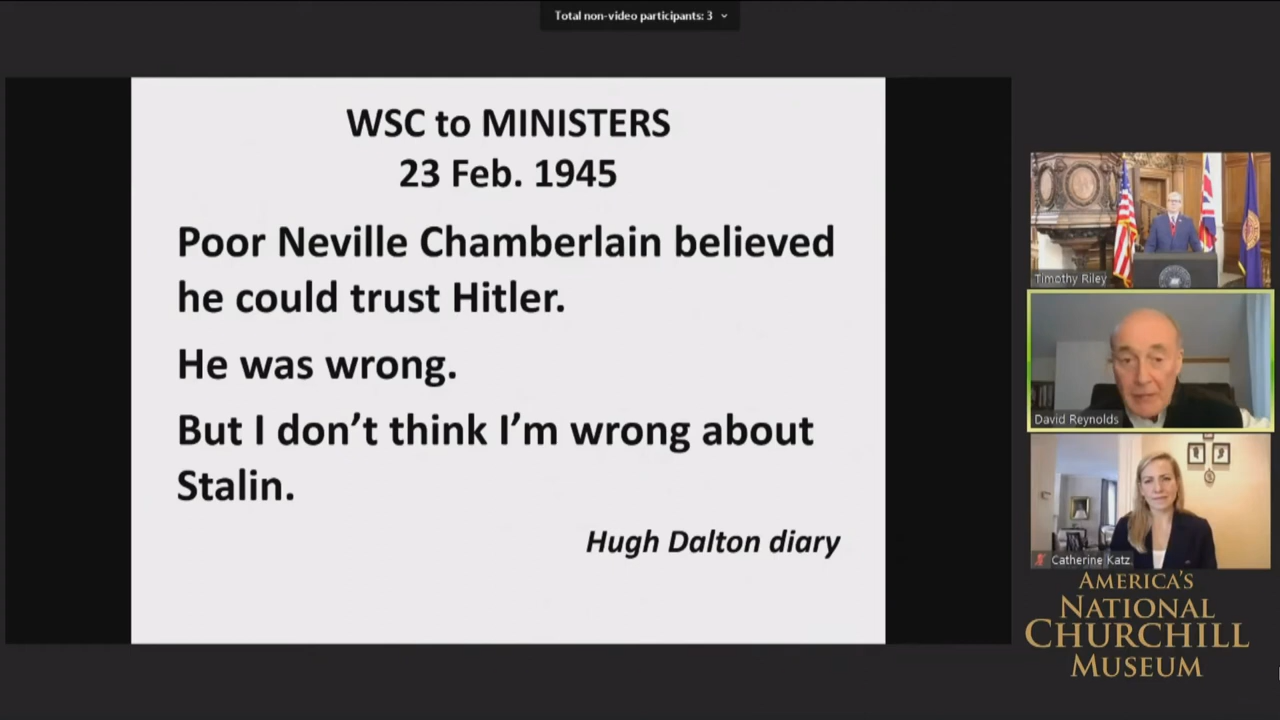 Total non-video participants: 3
WSC to MINISTERS
23 Feb. 1945
Poor Neville Chamberlain believed
he could trust Hitler.
He was wrong.
But I don’t think I’m wrong about
Stalin.
Hugh Dalton diary
Timothy Riley
David Reynolds
Catherine Katz
AMERICA’S
NATIONAL
CHURCHILL
MUSEUM